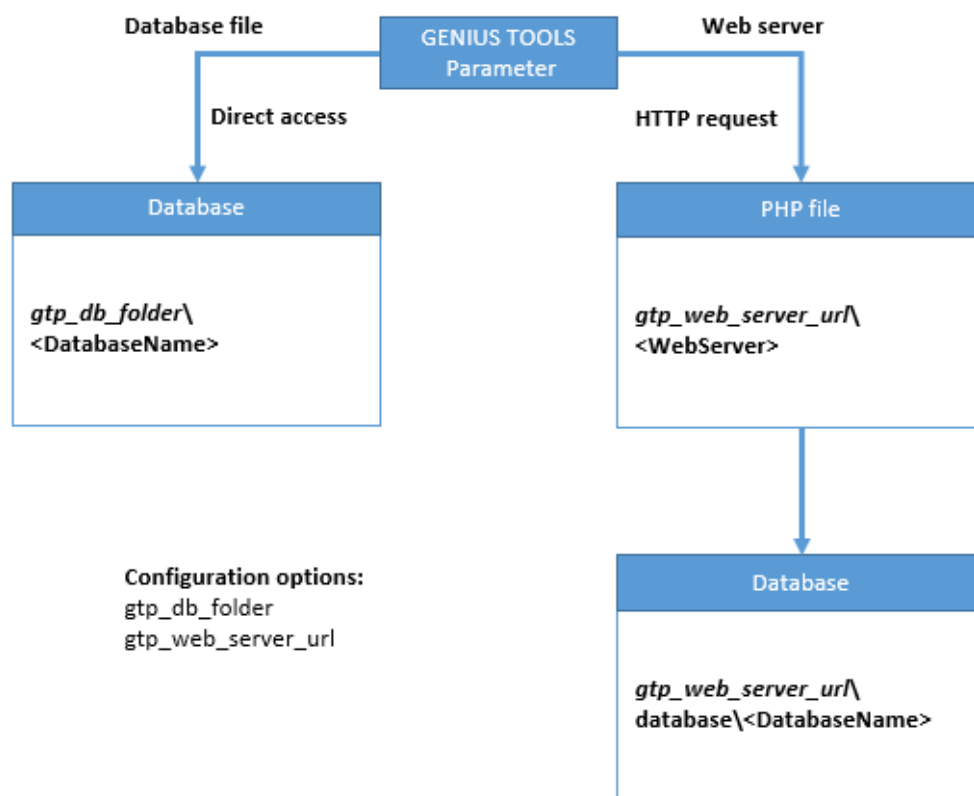 Database file
GENIUS TOOLS
Parameter
Web server
Direct access
HTTP request
Database
gtp_db_folder\
<DatabaseName>
PHP file
gtp_web_server_url\
<WebServer>
Configuration options:
gtp_db_folder
gtp_web_server_url
Database
gtp_web_server_url\
database\<DatabaseName>